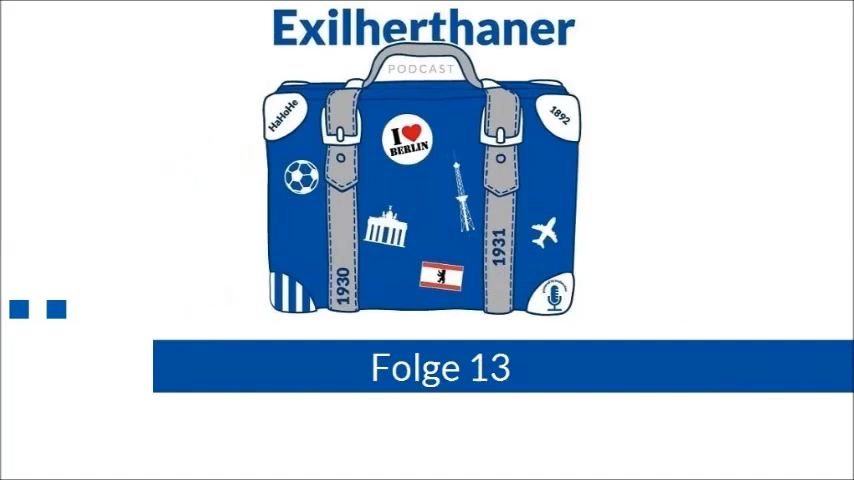 Exilherthaner
PODCAST
HaHoHe
1892
I ♥
BERLIN
1930
1931
Folge 13